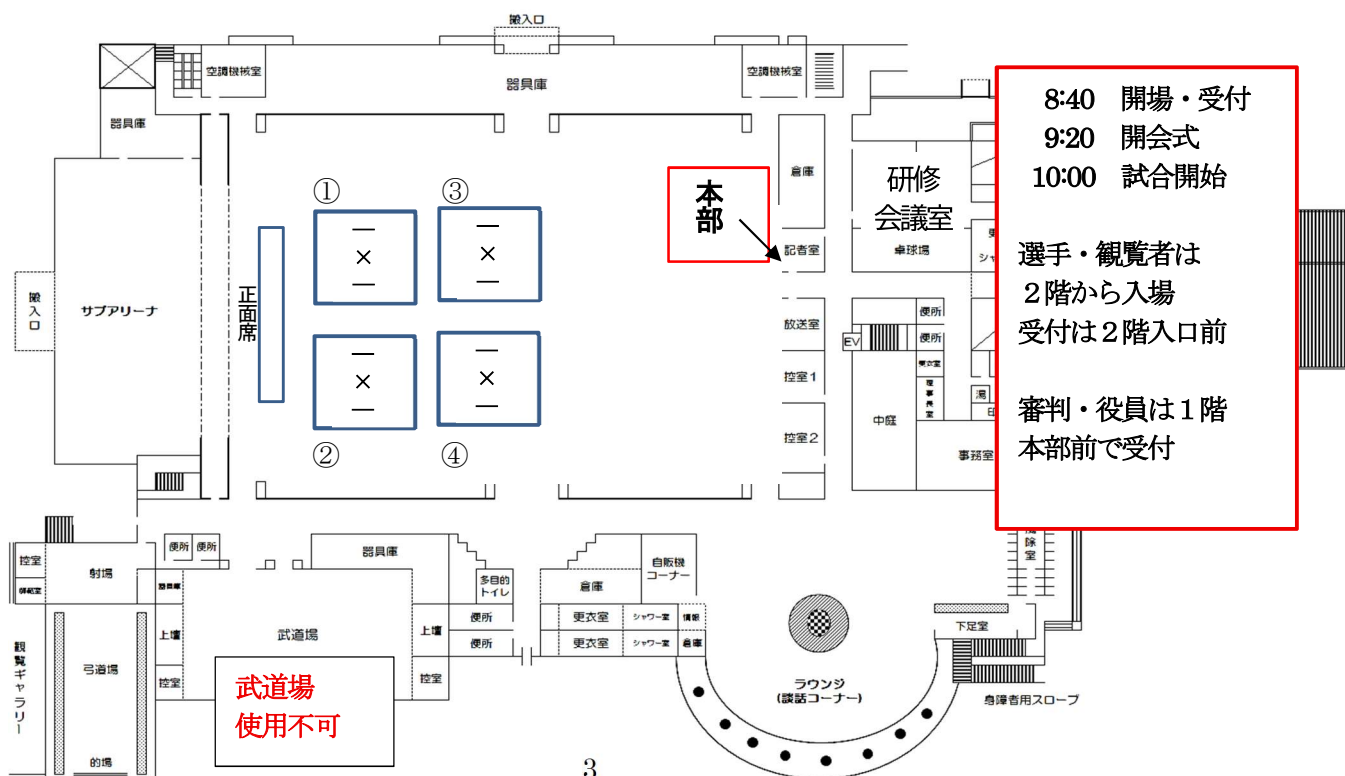 搬入口
空調機械室
器具庫
空調機械室
器具庫
8:40 開場・受付
9:20 開会式
10:00 試合開始
選手・観覧者は
２階から入場
受付は２階入口前
審判・役員は１階
本部前で受付
①
③
本部
倉庫
研修
会議室
記者室
卓球場
搬入口
サブアリーナ
正面席
放送室
便所
便所
EV
更衣室
理事長室
湯
控室1
控室2
中庭
事務室
②
④
控室
射場
便所
便所
器具庫
自販機
コーナー
多目的
トイレ
倉庫
器具庫
上壇
武道場
上壇
便所
更衣室
シャワー室
情報
便所
更衣室
シャワー室
倉庫
下足室
観覧ギャラリー
弓道場
控室
控室
武道場
使用不可
ラウンジ
(談話コーナー)
身障者用スロープ
的場
3